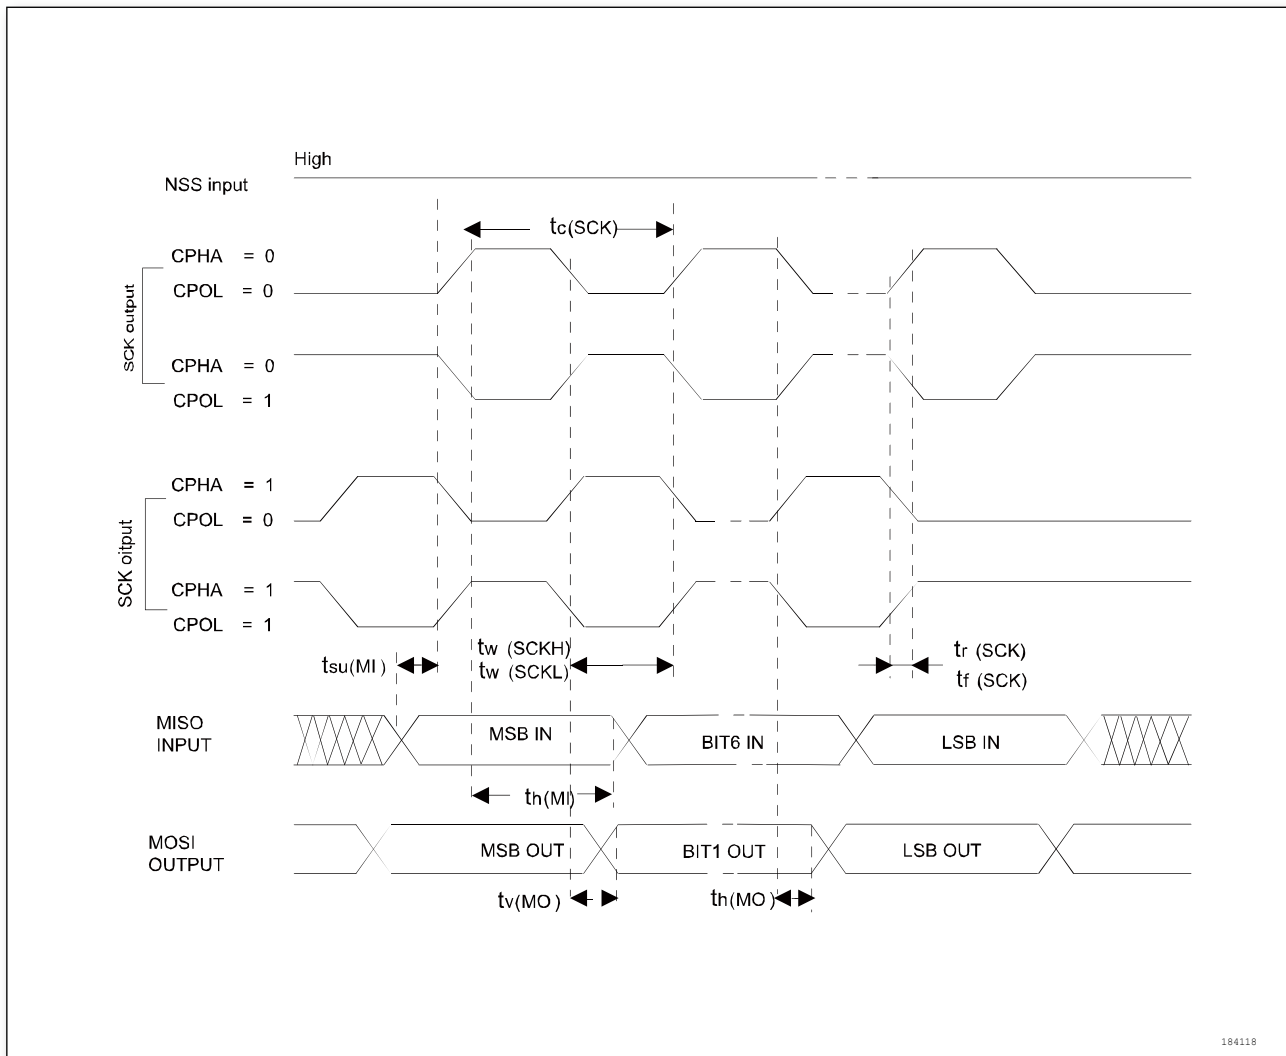 High
NSS input
tc(SCK)
CPHA = 0
CPOL = 0
SCK output
CPHA = 0
CPOL = 1
CPHA = 1
CPOL = 0
SCK oitput
CPHA = 1
CPOL = 1
tsu(MI)
tw (SCKH)
tw (SCKL)
tr (SCK)
tf (SCK)
MISO
INPUT
MSB IN
BIT6 IN
LSB IN
th(MI)
MOSI
OUTPUT
MSB OUT
BIT1 OUT
LSB OUT
tv(MO)
th(MO)
184118